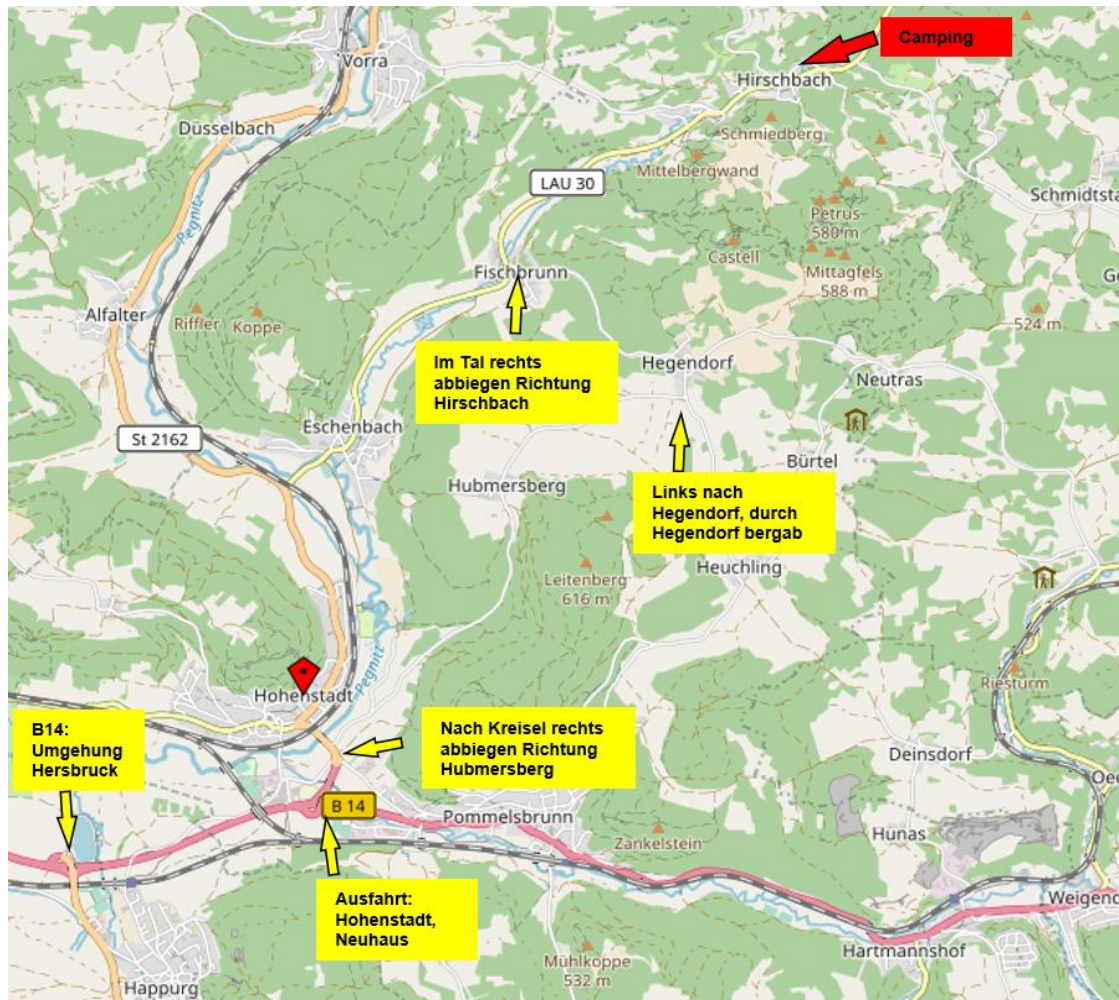 Vorra
Camping
Hirschbach
Düsselbach
Schmiedberg
Mittelbergwand
LAU 30
Schmidtsta
Pegnitz
Petrus
580 m
Castell
Fischbrunn
Mittagfels
588 m
Alfalter
Riffler
Koppe
524 m
Im Tal rechts
abbiegen Richtung
Hirschbach
Hegendorf
Neutras
St 2162
Eschenbach
Bürtel
Hubmersberg
Links nach
Hegendorf, durch
Hegendorf bergab
Heuchling
Leitenberg
616 m
Pegnitz
Hohenstadt
Riesturm
B14:
Umgehung
Hersbruck
Nach Kreisel rechts
abbiegen Richtung
Hubmersberg
Deinsdorf
B 14
Pommelsbrunn
Zankelstein
Hunas
Ausfahrt:
Hohenstadt,
Neuhaus
Weigend
Hartmannshof
Mühlkoppe
532 m
Happurg